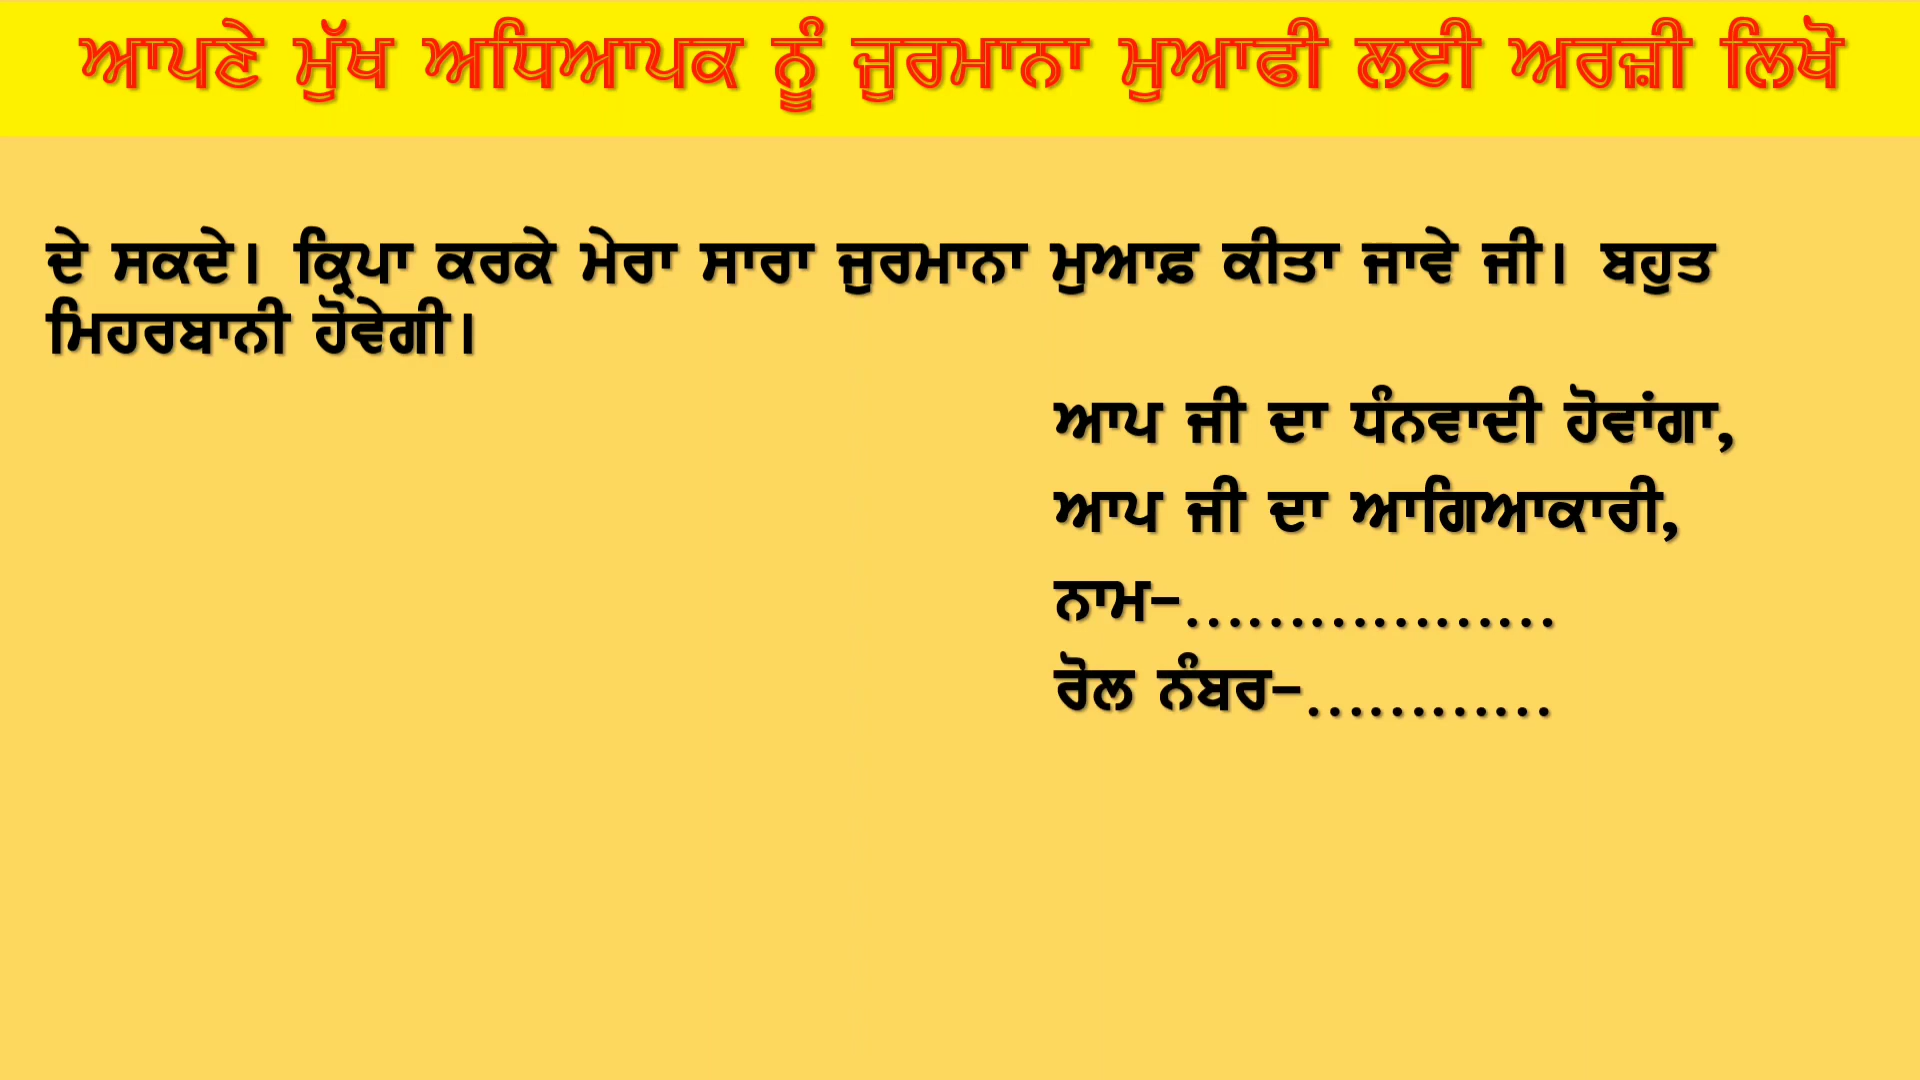 ਆਪਣੇ ਮੁੱਖ ਅਧਿਆਪਕ ਨੂੰ ਜੁਰਮਾਨਾ ਮੁਆਫੀ ਲਈ ਅਰਜ਼ੀ ਲਿਖੋ
ਦੇ ਸਕਦੇ। ਕ੍ਰਿਪਾ ਕਰਕੇ ਮੇਰਾ ਸਾਰਾ ਜੁਰਮਾਨਾ ਮੁਆਫ਼ ਕੀਤਾ ਜਾਵੇ ਜੀ। ਬਹੁਤ
ਮਿਹਰਬਾਨੀ ਹੋਵੇਗੀ।
ਆਪ ਜੀ ਦਾ ਧੰਨਵਾਦੀ ਹੋਵਾਂਗਾ,
ਆਪ ਜੀ ਦਾ ਆਗਿਆਕਾਰੀ,
ਨਾਮ-..................
ਰੋਲ ਨੰਬਰ-............